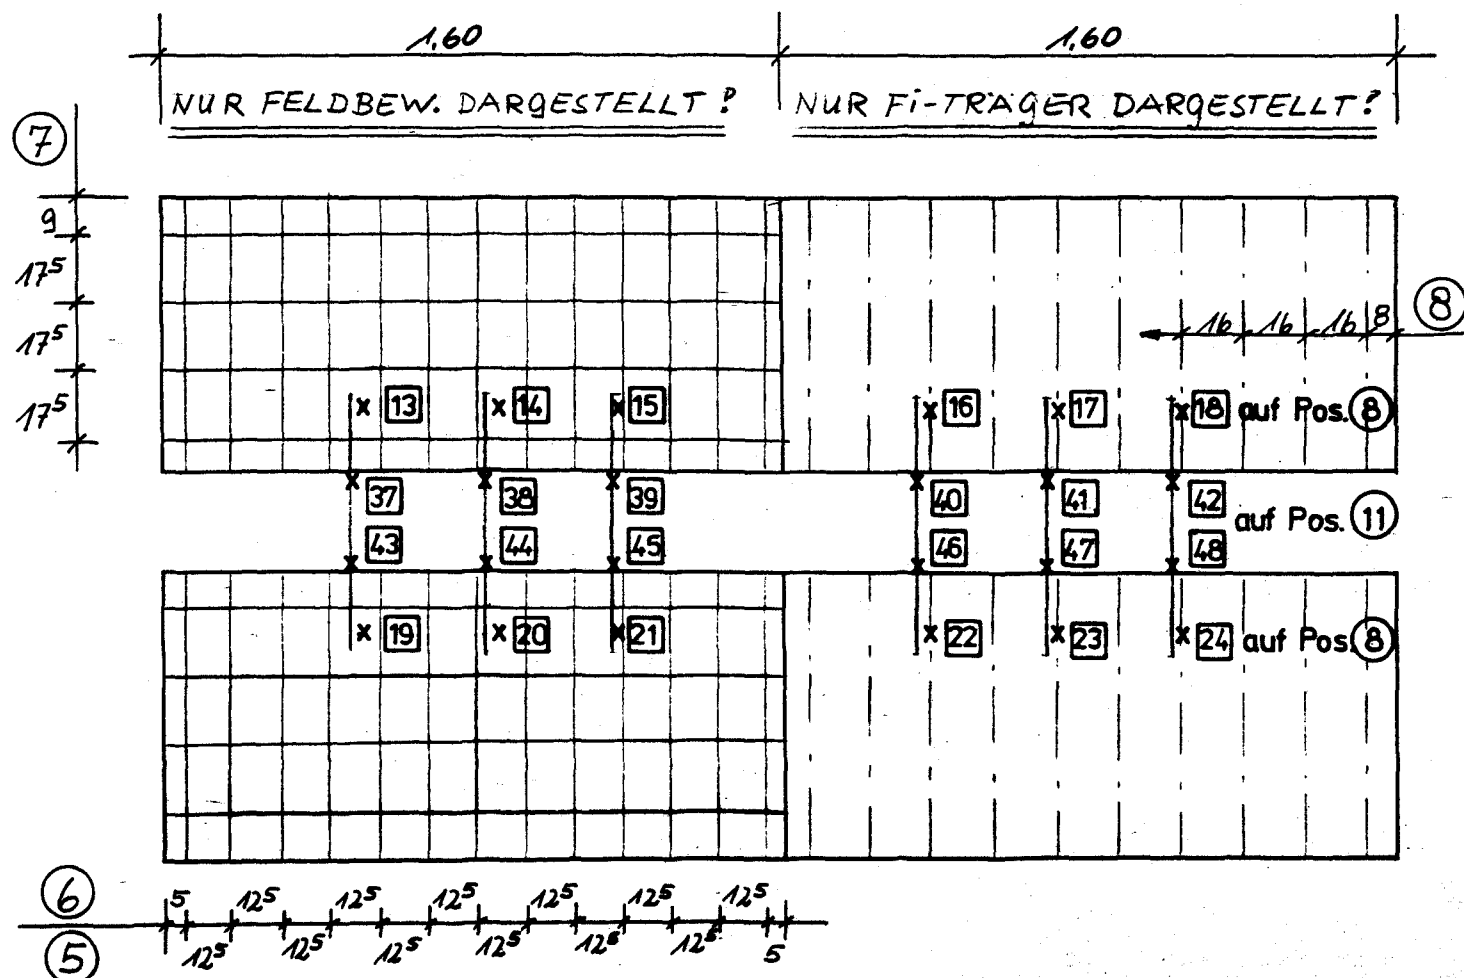 1,60 1,60
NUR FELDBEW. DARGESTELLT ? NUR Fi-TRÄGER DARGESTELLT ?
7
9
17⁵
17⁵
17⁵
16 16 16 8 8
13 14 15 16 17 18 auf Pos. 8
37 38 39 40 41 42
auf Pos. 11
43 44 45 46 47 48
19 20 21 22 23 24 auf Pos. 8
6
5 12⁵ 12⁵ 12⁵ 12⁵ 12⁵ 12⁵
12⁵ 12⁵ 12⁵ 12⁵ 12⁵ 12⁵ 5
5